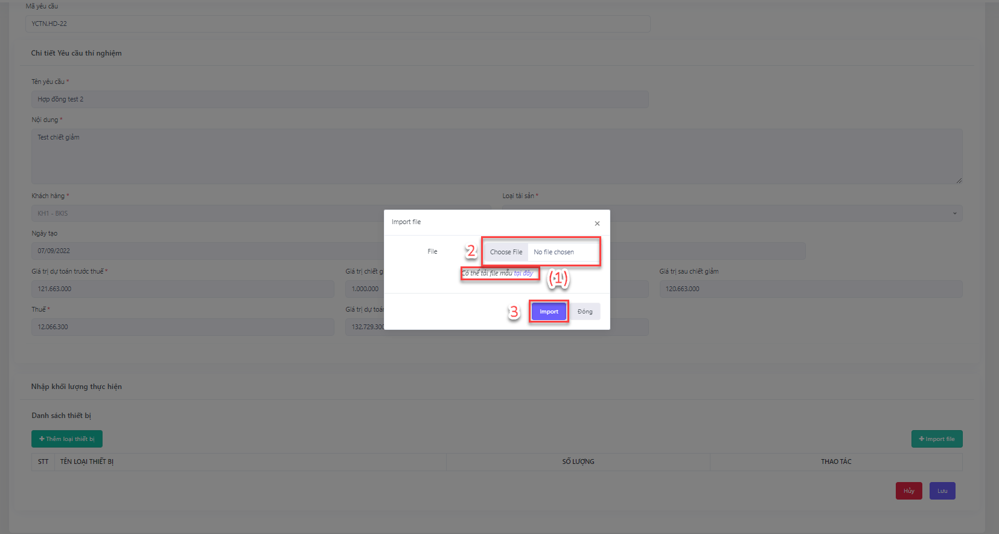 Mã yêu cầu
YCTN.HD-22
Chi tiết Yêu cầu thí nghiệm
Tên yêu cầu *
Hợp đồng test 2
Nội dung *
Test chiết giảm
Khách hàng * Loại tài sản *
KH1 - BKIS
Import file ×
Ngày tạo
07/09/2022
File 2 Choose File No file chosen
Giá trị dự toán trước thuế * Giá trị chiết g Giá trị sau chiết giảm
Có thể tải file mẫu tại đây (1)
121.663.000 1.000.000 120.663.000
Thuế * Giá trị dự toán
3 Import Đóng
12.066.300 132.729.300
Nhập khối lượng thực hiện
Danh sách thiết bị
+ Thêm loại thiết bị + Import file
STT TÊN LOẠI THIẾT BỊ SỐ LƯỢNG THAO TÁC
Hủy Lưu